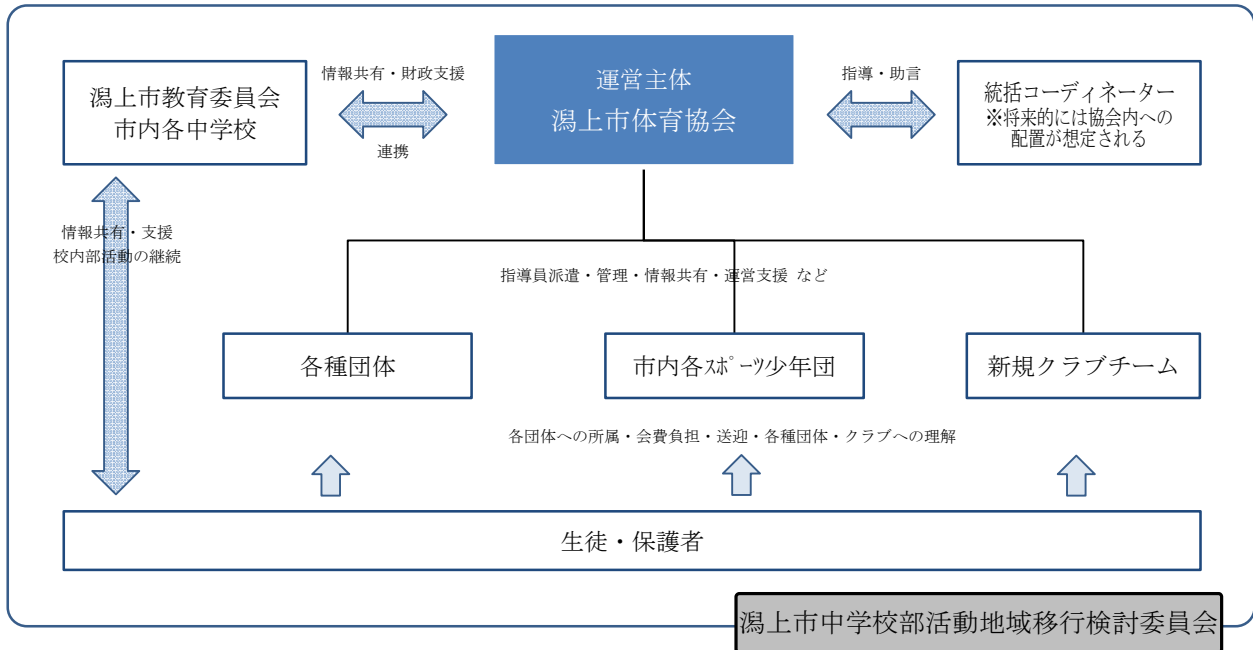 情報共有・財政支援
潟上市教育委員会
市内各中学校
連携
運営主体
潟上市体育協会
指導・助言
統括コーディネーター
※将来的には協会内への
配置が想定される
情報共有・支援
校内部活動の継続
指導員派遣・管理・情報共有・運営支援 など
各種団体
市内各ｽﾎﾟｰﾂ少年団
新規クラブチーム
各団体への所属・会費負担・送迎・各種団体・クラブへの理解
生徒・保護者
潟上市中学校部活動地域移行検討委員会